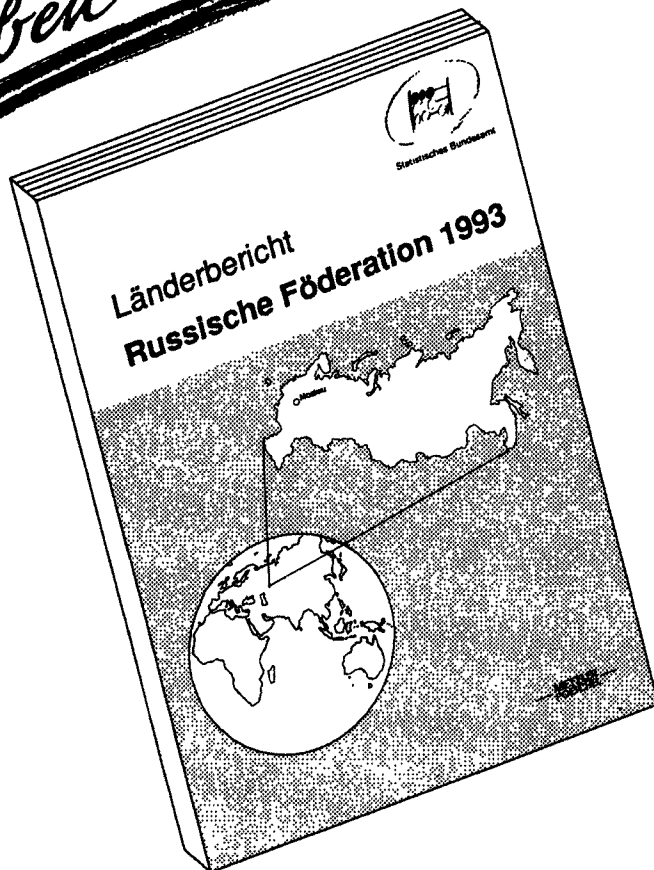 Statistisches Bundesamt
Länderbericht
Russische Föderation 1993
Moskau